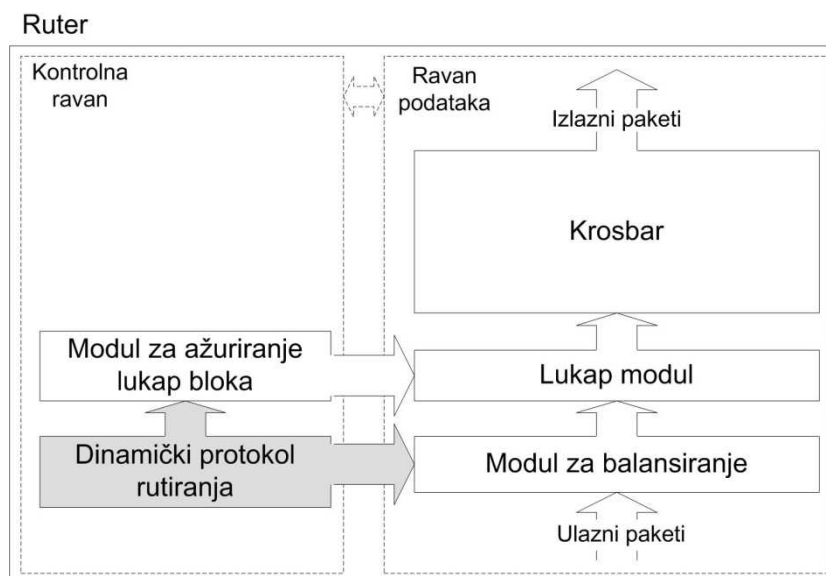 Ruter
Kontrolna
ravan
Ravan
podataka
Izlazni paketi
Krosbar
Modul za ažuriranje
lukap bloka
Lukap modul
Dinamički protokol
rutiranja
Modul za balansiranje
Ulazni paketi